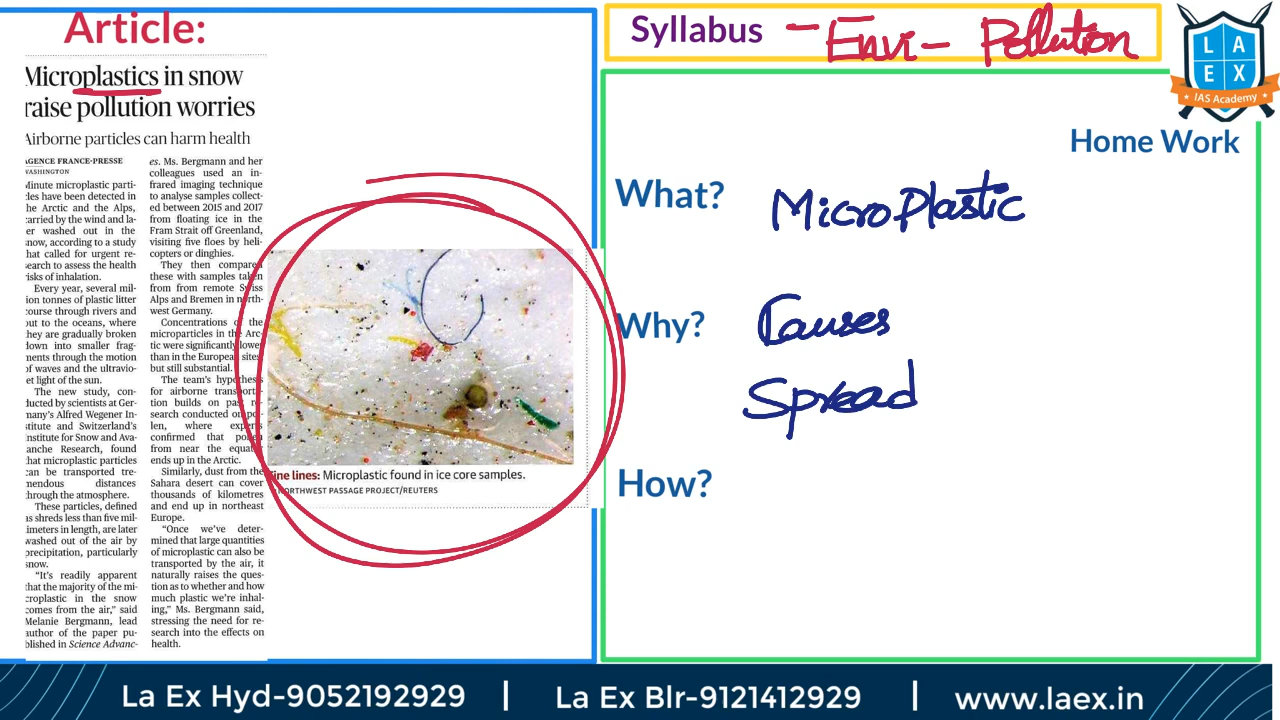 Article:
Microplastics in snow
raise pollution worries
Airborne particles can harm health
AGENCE FRANCE-PRESSE
WASHINGTON
Minute microplastic parti-
cles have been detected in
the Arctic and the Alps,
carried by the wind and la-
er washed out in the
snow, according to a study
that called for urgent re-
search to assess the health
risks of inhalation.
Every year, several mil-
lion tonnes of plastic litter
course through rivers and
out to the oceans, where
they are gradually broken
down into smaller frag-
ments through the motion
of waves and the ultravio-
et light of the sun.
The new study, con-
ducted by scientists at Ger-
many's Alfred Wegener In-
stitute and Switzerland's
Institute for Snow and Ava-
lanche Research, found
that microplastic particles
can be transported tre-
mendous distances
through the atmosphere.
These particles, defined
as shreds less than five mil-
limeters in length, are later
washed out of the air by
precipitation, particularly
snow.
"It's readily apparent
that the majority of the mi-
croplastic in the snow
comes from the air," said
Melanie Bergmann, lead
author of the paper pu-
blished in Science Advanc-
es. Ms. Bergmann and her
colleagues used an in-
frared imaging technique
to analyse samples collect-
ed between 2015 and 2017
from floating ice in the
Fram Strait off Greenland,
visiting five floes by heli-
copters or dinghies.
They then compared
these with samples taken
from from remote Swiss
Alps and Bremen in north-
west Germany.
Concentrations of the
microparticles in the Arc-
tic were significantly lower
than in the European sites
but still substantial.
The team's hypothesis
for airborne transporta-
tion builds on past re-
search conducted on pol-
len, where experts
confirmed that pollen
from near the equator
ends up in the Arctic.
Similarly, dust from the
Sahara desert can cover
thousands of kilometres
and end up in northeast
Europe.
"Once we've deter-
mined that large quantities
of microplastic can also be
transported by the air, it
naturally raises the ques-
tion as to whether and how
much plastic we're inhal-
ing," Ms. Bergmann said,
stressing the need for re-
search into the effects on
health.
Fine lines: Microplastic found in ice core samples.
NORTHWEST PASSAGE PROJECT/REUTERS
Syllabus - Envi - Pollution
L A
E X
IAS Academy
Home Work
What? MicroPlastic
Why? Causes
Spread
How?
La Ex Hyd-9052192929 | La Ex Blr-9121412929 | www.laex.in